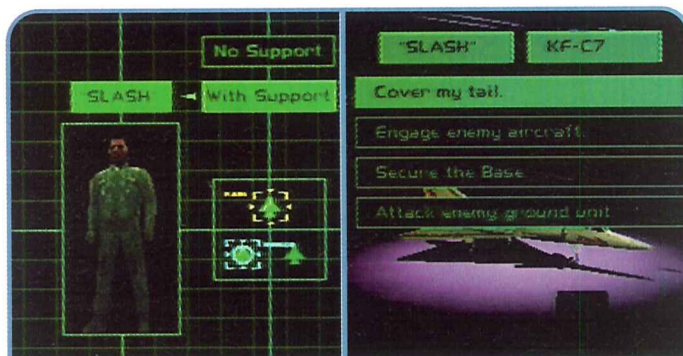 No Support
SLASH
With Support
"SLASH"
KF-C7
Cover my tail.
Engage enemy aircraft.
Secure the Base
Attack enemy ground unit